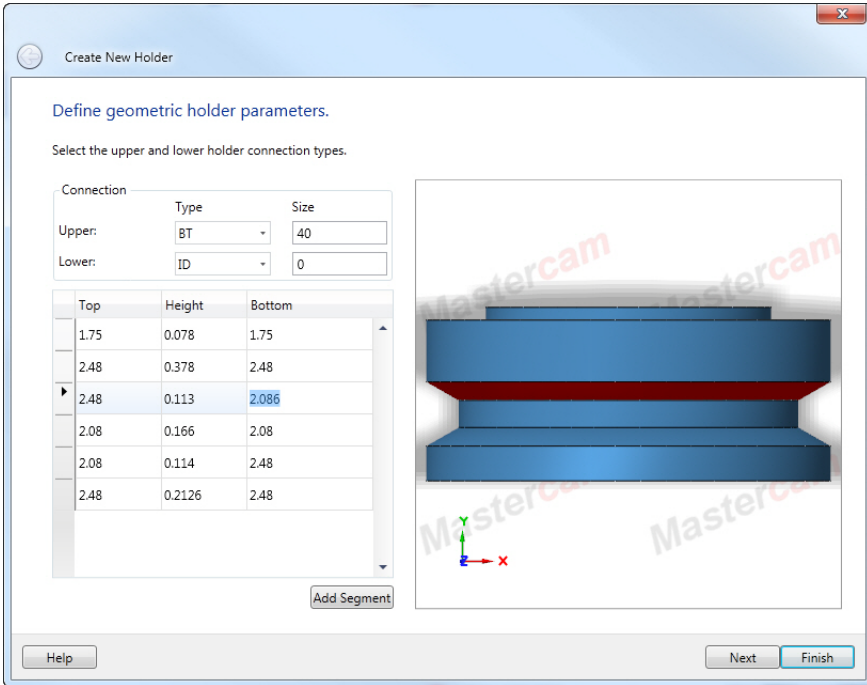 x
Create New Holder
Define geometric holder parameters.
Select the upper and lower holder connection types.
Connection
Type Size
Upper: BT 40
Lower: ID 0
Top Height Bottom
1.75 0.078 1.75
2.48 0.378 2.48
2.48 0.113 2.086
2.08 0.166 2.08
2.08 0.114 2.48
2.48 0.2126 2.48
Add Segment
Mastercam Mastercam
Mastercam Mastercam
Y
Z X
Help Next Finish